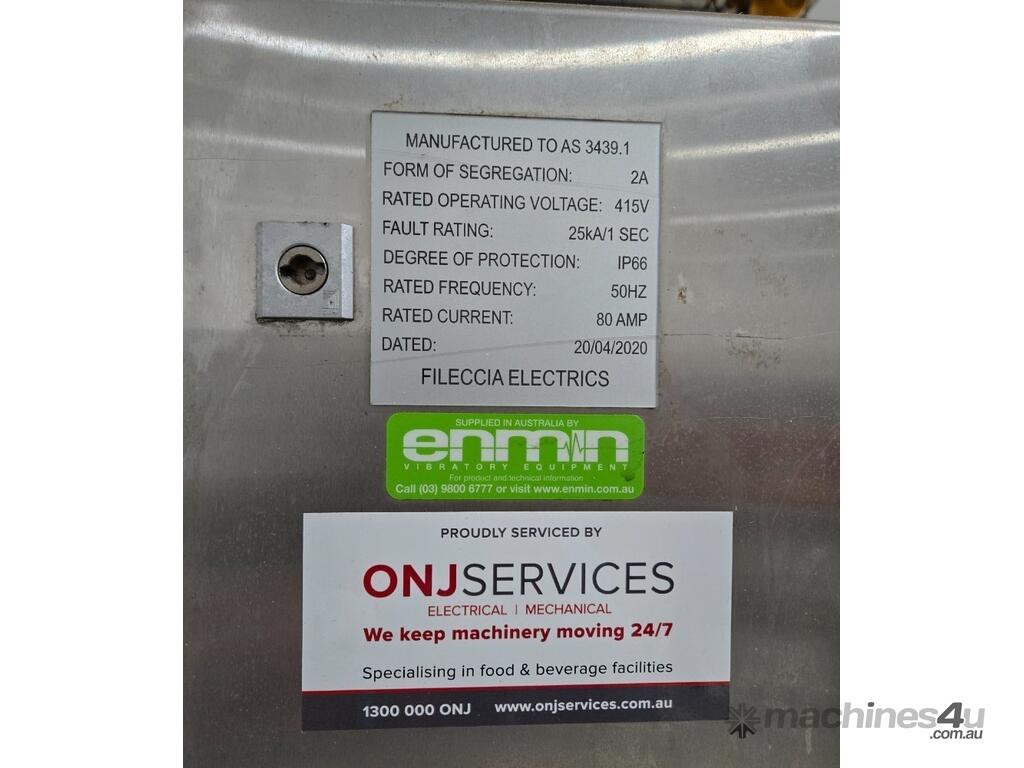 MANUFACTURED TO AS 3439.1
FORM OF SEGREGATION: 2A
RATED OPERATING VOLTAGE: 415V
FAULT RATING: 25kA/1 SEC
DEGREE OF PROTECTION: IP66
RATED FREQUENCY: 50HZ
RATED CURRENT: 80 AMP
DATED: 20/04/2020
FILECCIA ELECTRICS
SUPPLIED IN AUSTRALIA BY
enmin
VIBRATORY EQUIPMENT
For product and technical information
Call (03) 9800 6777 or visit www.enmin.com.au
PROUDLY SERVICED BY
ONJSERVICES
ELECTRICAL | MECHANICAL
We keep machinery moving 24/7
Specialising in food & beverage facilities
1300 000 ONJ www.onjservices.com.au
machines4u
.com.au